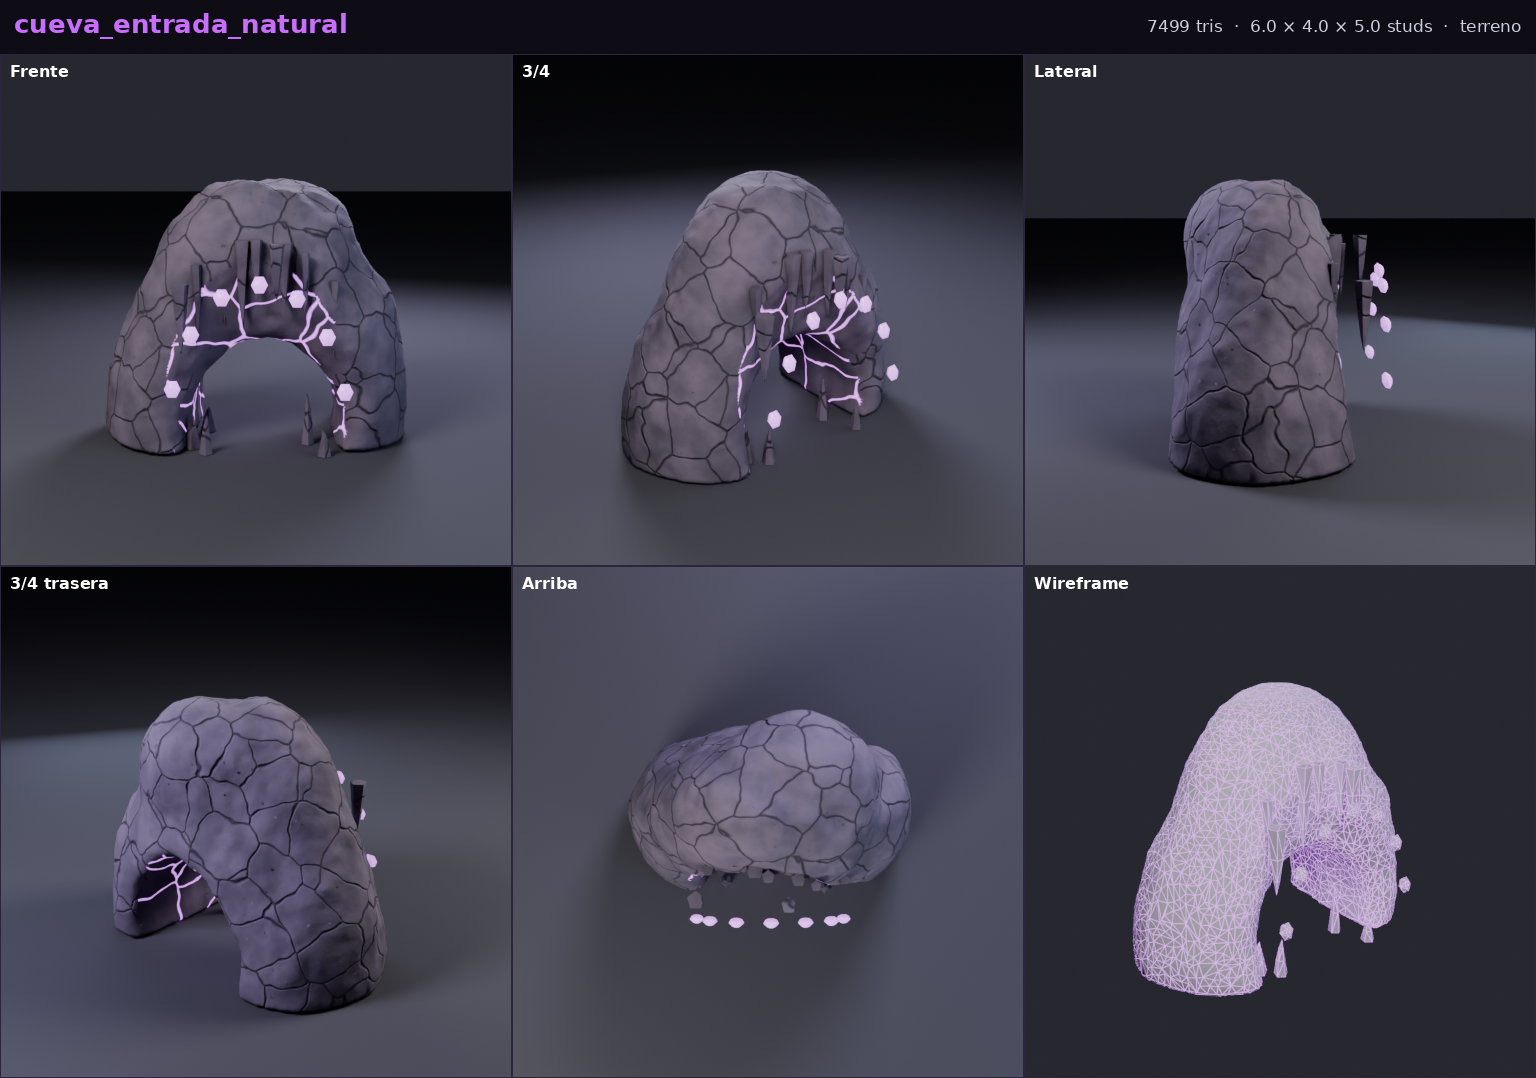 cueva_entrada_natural
7499 tris · 6.0 × 4.0 × 5.0 studs · terreno
Frente
3/4
Lateral
3/4 trasera
Arriba
Wireframe